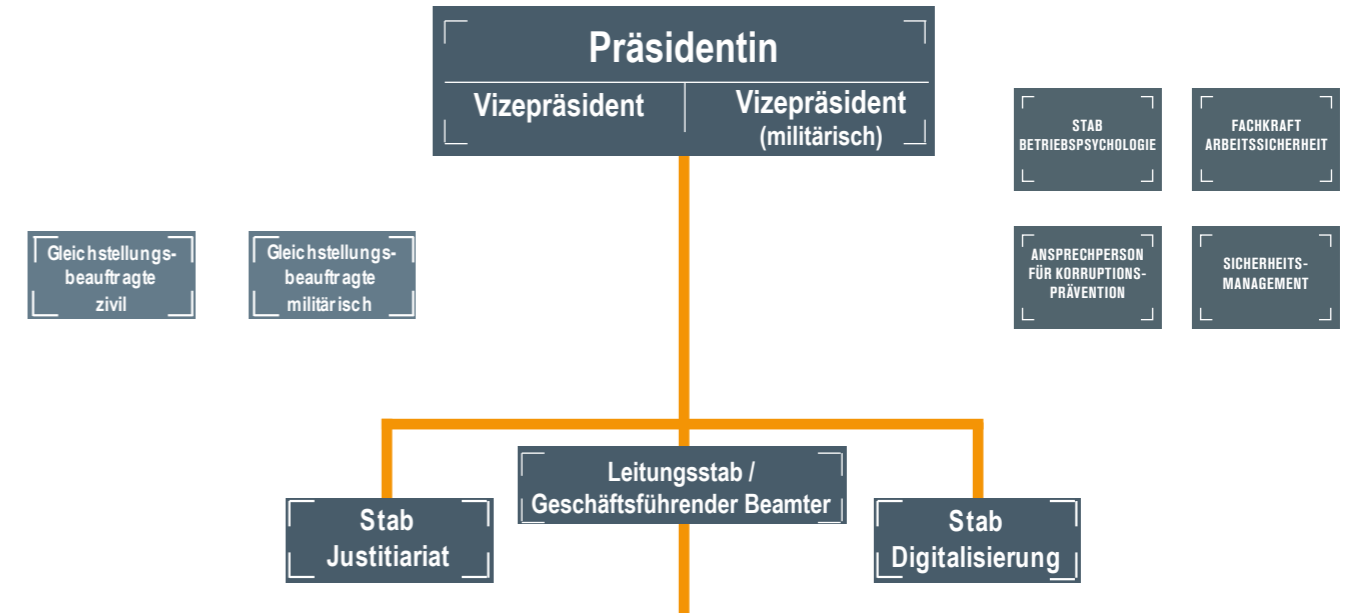 Präsidentin
Vizepräsident
Vizepräsident
(militärisch)
STAB
BETRIEBSPSYCHOLOGIE
FACHKRAFT
ARBEITSSICHERHEIT
Gleichstellungs-
beauftragte
zivil
Gleichstellungs-
beauftragte
militärisch
ANSPRECHPERSON
FÜR KORRUPTIONS-
PRÄVENTION
SICHERHEITS-
MANAGEMENT
Leitungsstab /
Geschäftsführender Beamter
Stab
Justitiariat
Stab
Digitalisierung